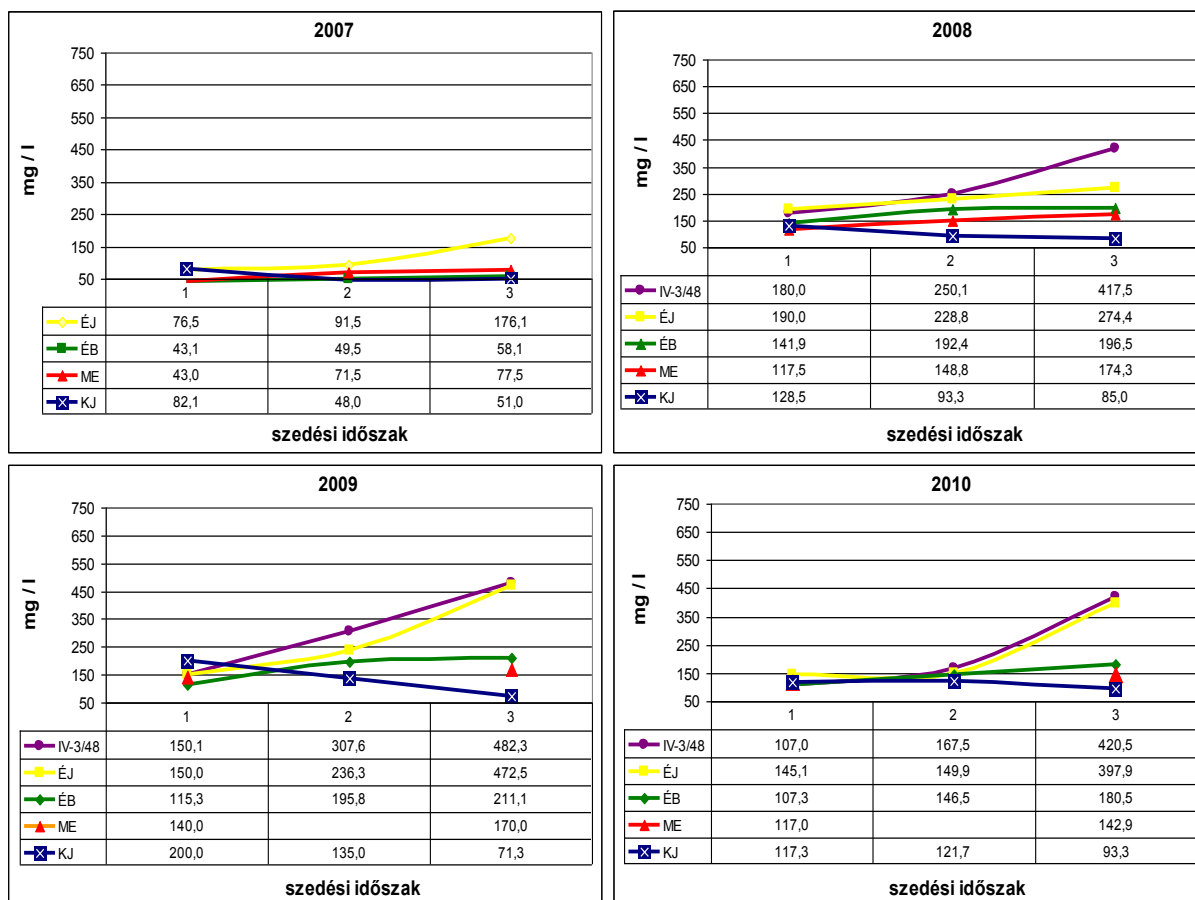 2007
750
650
550
450
350
250
150
50
mg / l
1 2 3
ÉJ 76,5 91,5 176,1
ÉB 43,1 49,5 58,1
ME 43,0 71,5 77,5
KJ 82,1 48,0 51,0
szedési időszak
2008
750
650
550
450
350
250
150
50
mg / l
1 2 3
IV-3/48 180,0 250,1 417,5
ÉJ 190,0 228,8 274,4
ÉB 141,9 192,4 196,5
ME 117,5 148,8 174,3
KJ 128,5 93,3 85,0
szedési időszak
2009
750
650
550
450
350
250
150
50
mg / l
1 2 3
IV-3/48 150,1 307,6 482,3
ÉJ 150,0 236,3 472,5
ÉB 115,3 195,8 211,1
ME 140,0 170,0
KJ 200,0 135,0 71,3
szedési időszak
2010
750
650
550
450
350
250
150
50
mg / l
1 2 3
IV-3/48 107,0 167,5 420,5
ÉJ 145,1 149,9 397,9
ÉB 107,3 146,5 180,5
ME 117,0 142,9
KJ 117,3 121,7 93,3
szedési időszak